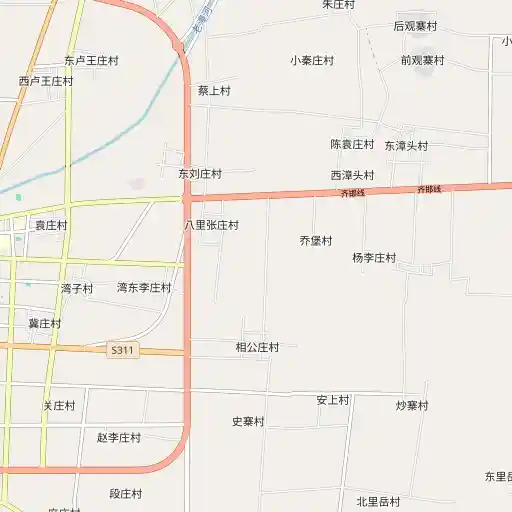 朱庄村
后观寨村
小
老漳河
东卢王庄村
小秦庄村
前观寨村
西卢王庄村
蔡上村
陈袁庄村
东漳头村
东刘庄村
西漳头村
齐邯线
齐邯线
袁庄村
八里张庄村
乔堡村
杨李庄村
湾子村
湾东李庄村
冀庄村
S311
相公庄村
关庄村
安上村
炒寨村
史寨村
赵李庄村
东里岳
段庄村
北里岳村